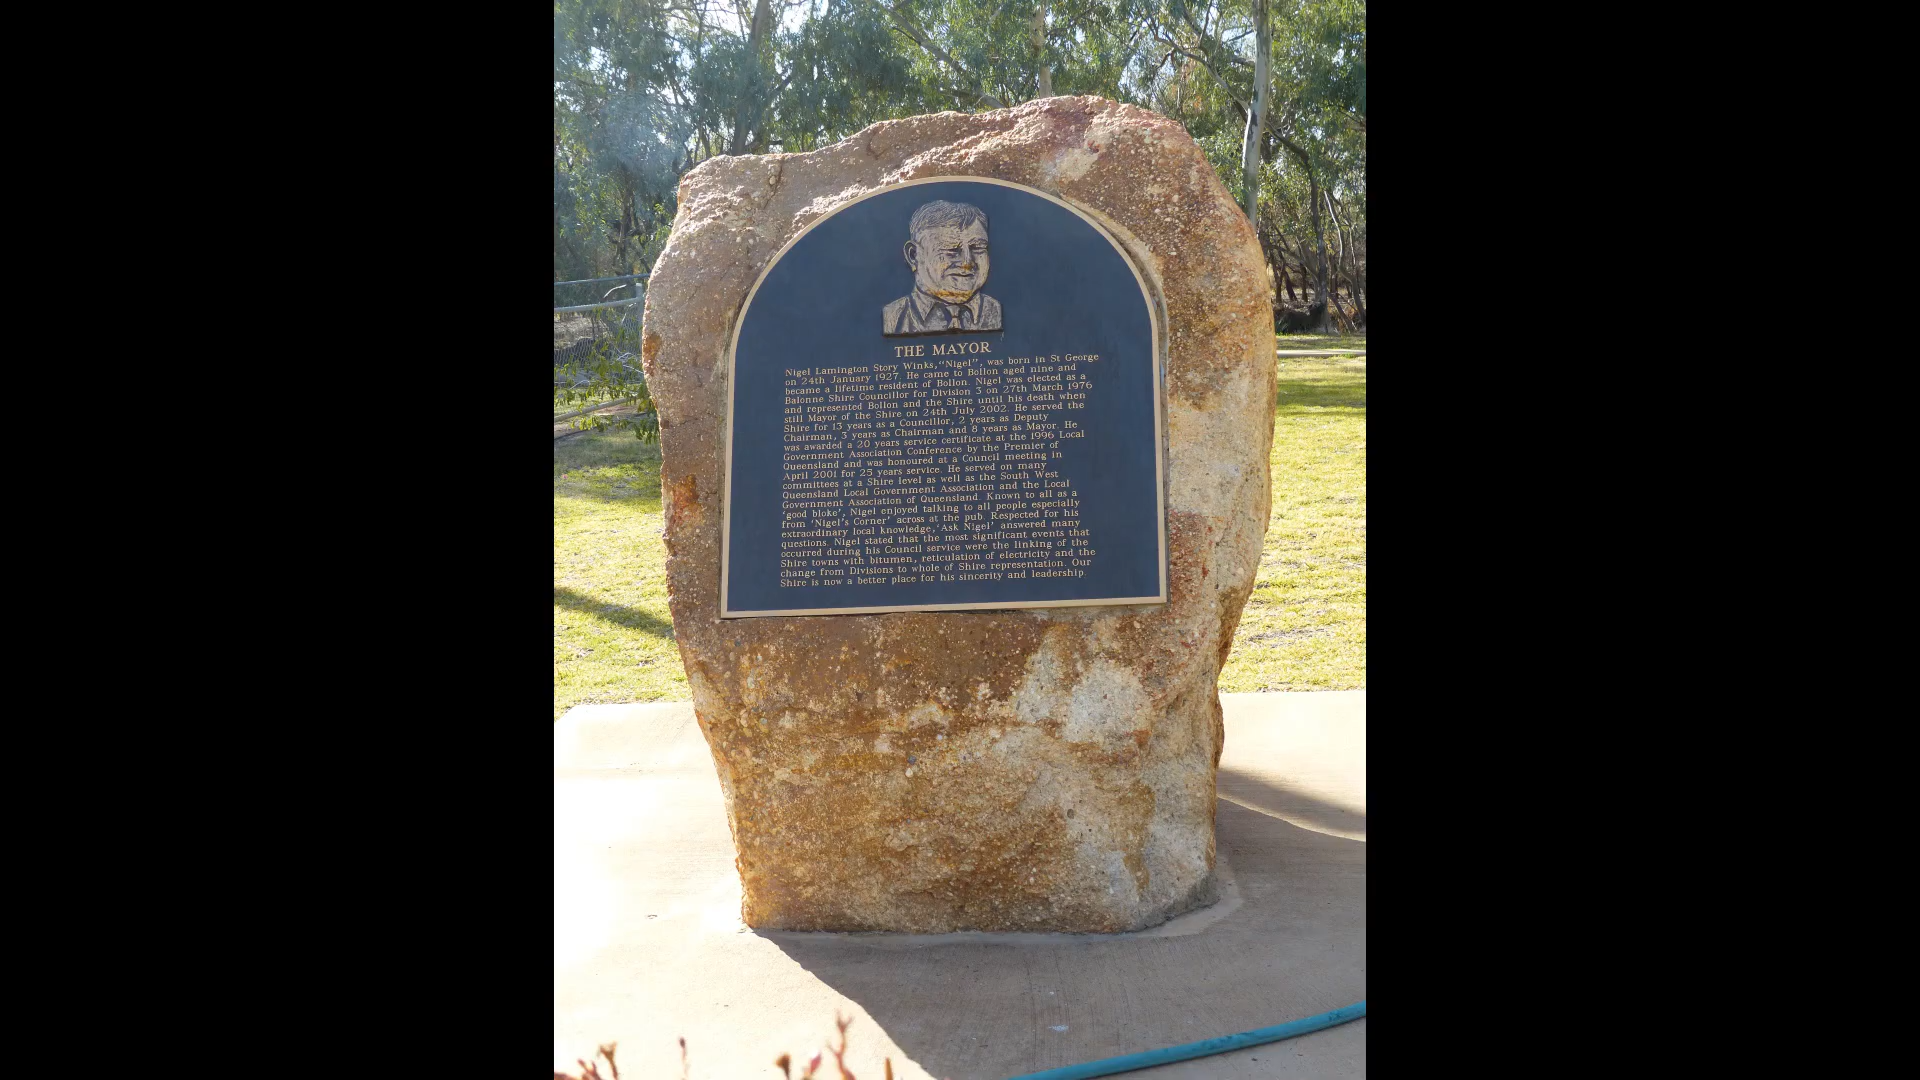 THE MAYOR
Nigel Lamington Story Winks, "Nigel", was born in St George
on 24th January 1927. He came to Bollon aged nine and
became a lifetime resident of Bollon. Nigel was elected as a
Balonne Shire Councillor for Division 3 on 27th March 1976
and represented Bollon and the Shire until his death when
still Mayor of the Shire on 24th July 2002. He served the
Shire for 13 years as a Councillor, 2 years as Deputy
Chairman, 3 years as Chairman and 8 years as Mayor. He
was awarded a 20 years service certificate at the 1996 Local
Government Association Conference by the Premier of
Queensland and was honoured at a Council meeting in
April 2001 for 25 years service. He served on many
committees at a Shire level as well as the South West
Queensland Local Government Association and the Local
Government Association of Queensland. Known to all as a
'good bloke', Nigel enjoyed talking to all people especially
from 'Nigel's Corner' across at the pub. Respected for his
extraordinary local knowledge, 'Ask Nigel' answered many
questions. Nigel stated that the most significant events that
occurred during his Council service were the linking of the
Shire towns with bitumen, reticulation of electricity and the
change from Divisions to whole of Shire representation. Our
Shire is now a better place for his sincerity and leadership.